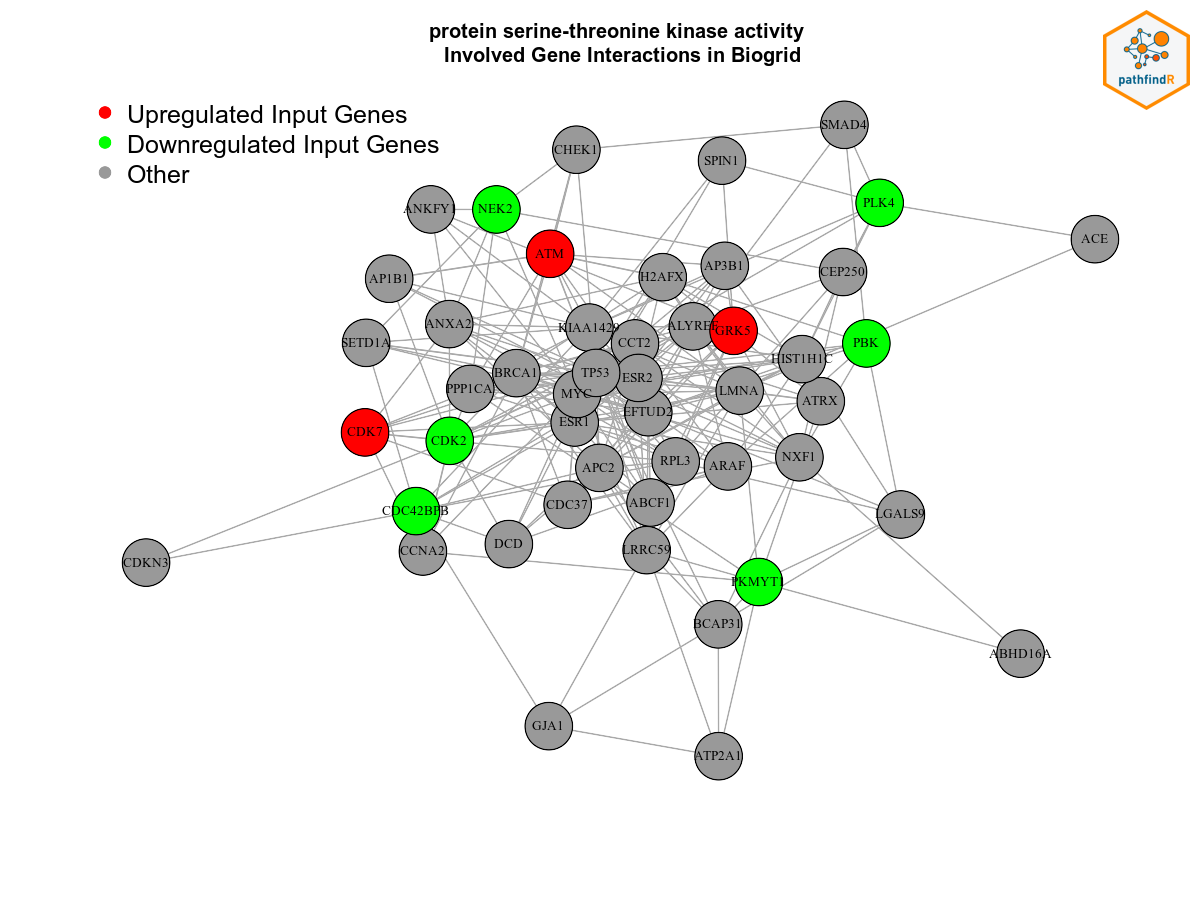 protein serine-threonine kinase activity
Involved Gene Interactions in Biogrid
pathfindR
Upregulated Input Genes
Downregulated Input Genes
Other
SMAD4
CHEK1
SPIN1
ANKFY1
NEK2
PLK4
ACE
ATM
AP3B1
CEP250
H2AFX
AP1B1
ANXA2
KIAA1429
ALYREF
GRK5
SETD1A
CCT2
PBK
HIST1H1C
BRCA1
TP53
ESR2
PPP1CA
MYC
LMNA
ATRX
EFTUD2
ESR1
CDK7
CDK2
APC2
RPL3
ARAF
NXF1
CDC42BPB
CDC37
ABCF1
LGALS9
CCNA2
DCD
LRRC59
CDKN3
PKMYT1
BCAP31
ABHD16A
GJA1
ATP2A1